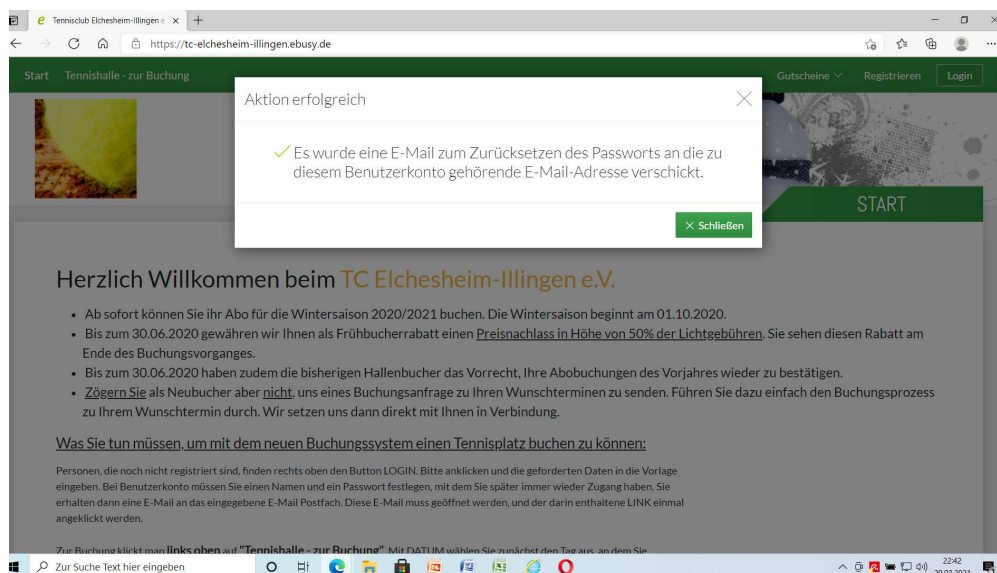 Tennisclub Elchesheim-Illingen e
https://tc-elchesheim-illingen.ebusy.de
Start Tennishalle - zur Buchung Gutscheine Registrieren Login
Aktion erfolgreich
Es wurde eine E-Mail zum Zurücksetzen des Passworts an die zu
diesem Benutzerkonto gehörende E-Mail-Adresse verschickt.
Schließen
START
Herzlich Willkommen beim TC Elchesheim-Illingen e.V.
Ab sofort können Sie ihr Abo für die Wintersaison 2020/2021 buchen. Die Wintersaison beginnt am 01.10.2020.
Bis zum 30.06.2020 gewähren wir Ihnen als Frühbucherrabatt einen Preisnachlass in Höhe von 50% der Lichtgebühren. Sie sehen diesen Rabatt am
Ende des Buchungsvorganges.
Bis zum 30.06.2020 haben zudem die bisherigen Hallenbucher das Vorrecht, Ihre Abobuchungen des Vorjahres wieder zu bestätigen.
Zögern Sie als Neubucher aber nicht, uns eines Buchungsanfrage zu Ihren Wunschterminen zu senden. Führen Sie dazu einfach den Buchungsprozess
zu Ihrem Wunschtermin durch. Wir setzen uns dann direkt mit Ihnen in Verbindung.
Was Sie tun müssen, um mit dem neuen Buchungssystem einen Tennisplatz buchen zu können:
Personen, die noch nicht registriert sind, finden rechts oben den Button LOGIN. Bitte anklicken und die geforderten Daten in die Vorlage
eingeben. Bei Benutzerkonto müssen Sie einen Namen und ein Passwort festlegen, mit dem Sie später immer wieder Zugang haben. Sie
erhalten dann eine E-Mail an das eingegebene E-Mail Postfach. Diese E-Mail muss geöffnet werden, und der darin enthaltene LINK einmal
angeklickt werden.
Zur Buchung klickt man links oben auf "Tennishalle - zur Buchung". Mit DATUM wählen Sie zunächst den Tag aus, an dem Sie
Zur Suche Text hier eingeben
22:42